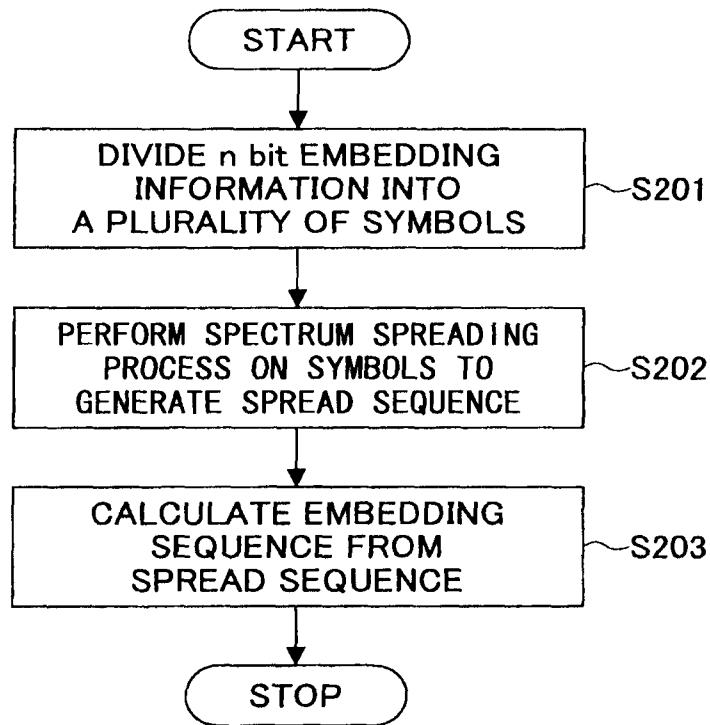 START
DIVIDE n bit EMBEDDING
INFORMATION INTO
A PLURALITY OF SYMBOLS
S201
PERFORM SPECTRUM SPREADING
PROCESS ON SYMBOLS TO
GENERATE SPREAD SEQUENCE
S202
CALCULATE EMBEDDING
SEQUENCE FROM
SPREAD SEQUENCE
S203
STOP